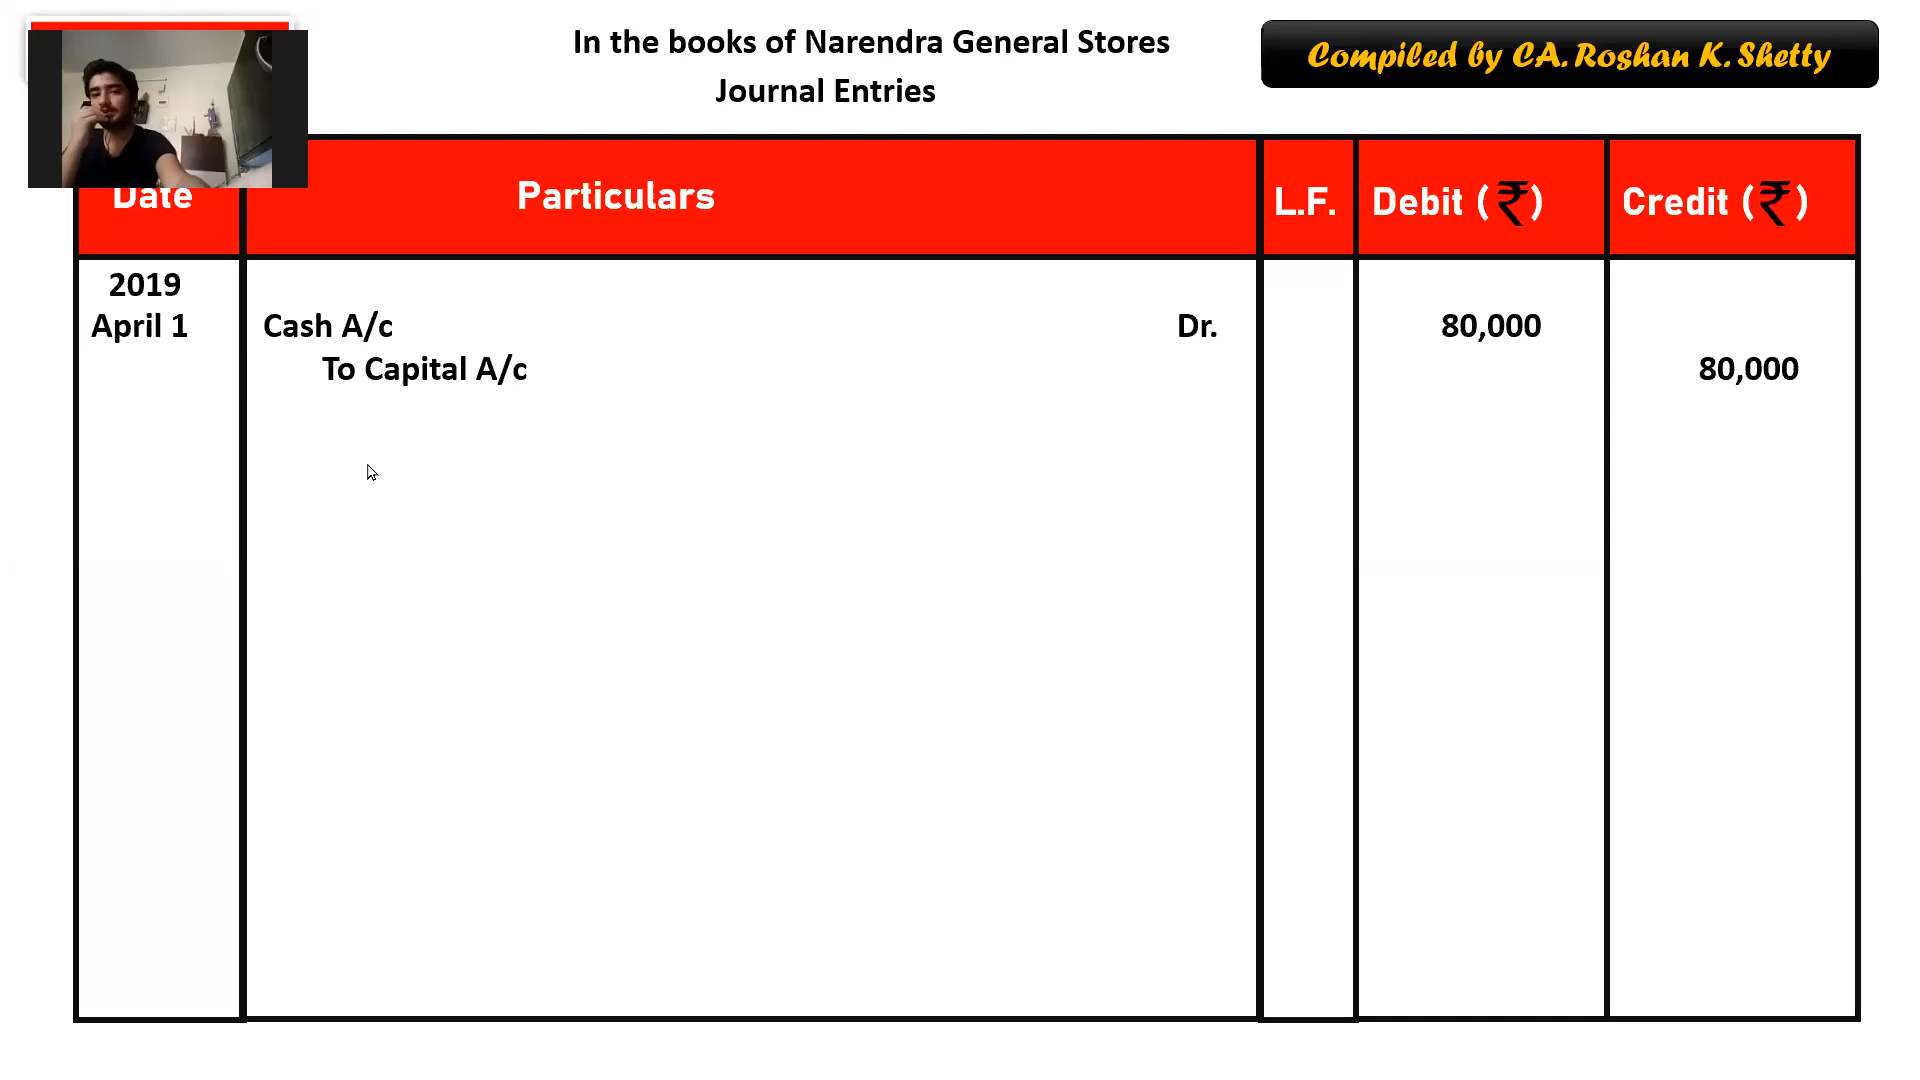 In the books of Narendra General Stores
Journal Entries
Compiled by CA. Roshan K. Shetty
Date Particulars L.F. Debit (₹) Credit (₹)
2019
April 1 Cash A/c Dr. 80,000
To Capital A/c 80,000